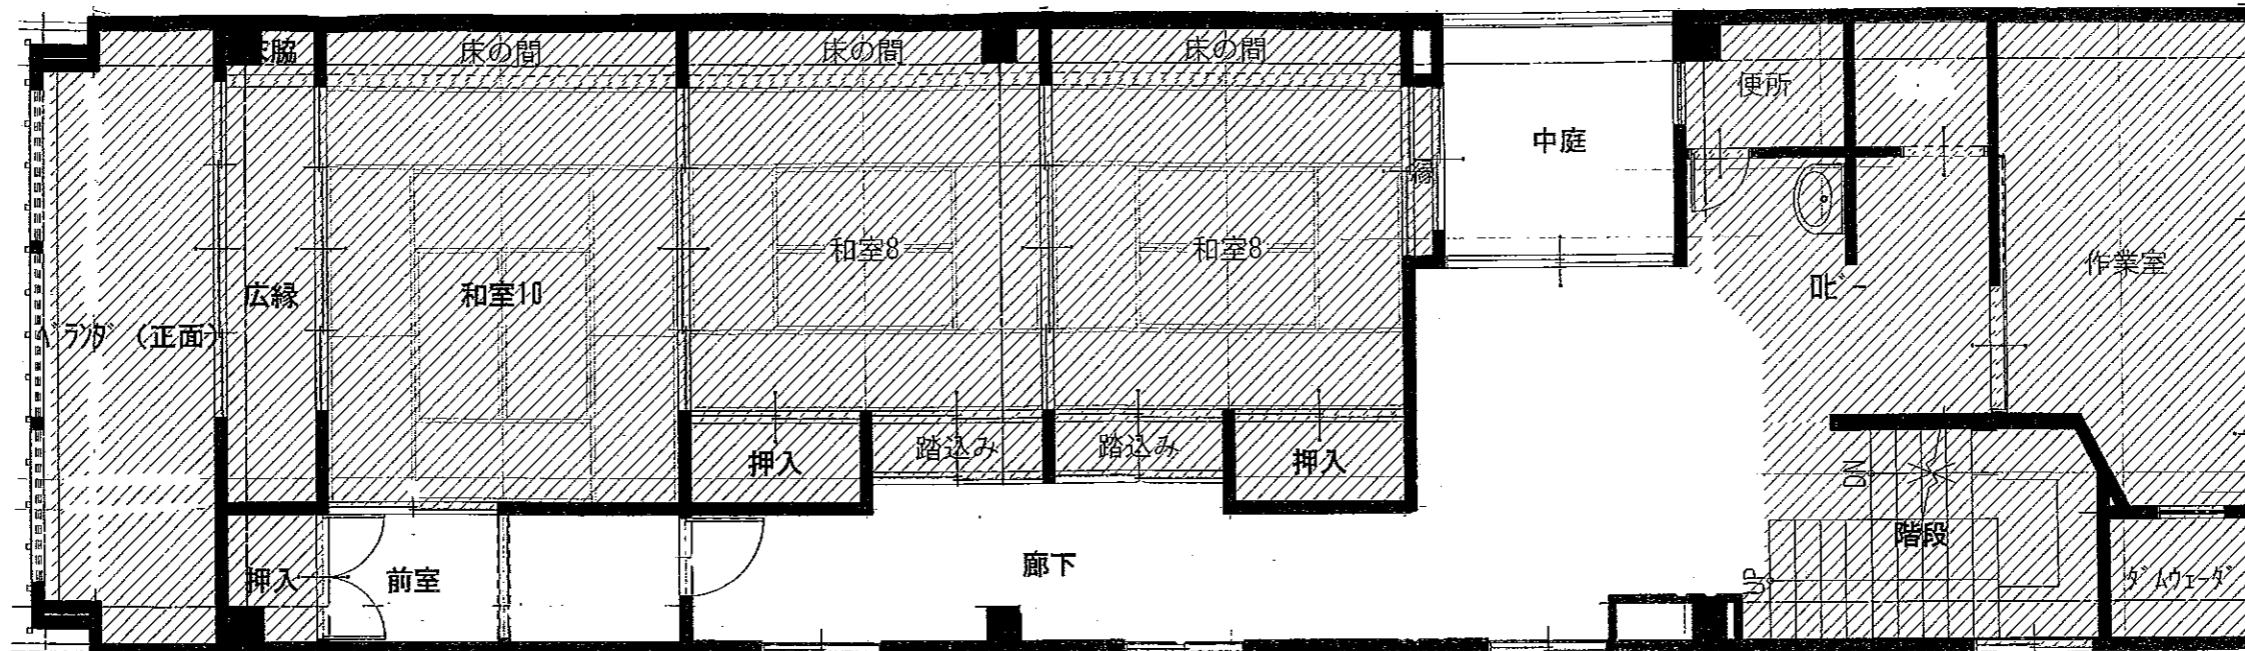 床脇
床の間
床の間
床の間
便所
中庭
縁
和室8
和室8
作業室
広縁
和室10
ﾛﾋﾞｰ
ﾍﾞﾗﾝﾀﾞ（正面）
押入
踏込み
踏込み
押入
DN
階段
廊下
押入
前室
UP
ﾀﾞﾑｳｪｰﾀﾞ